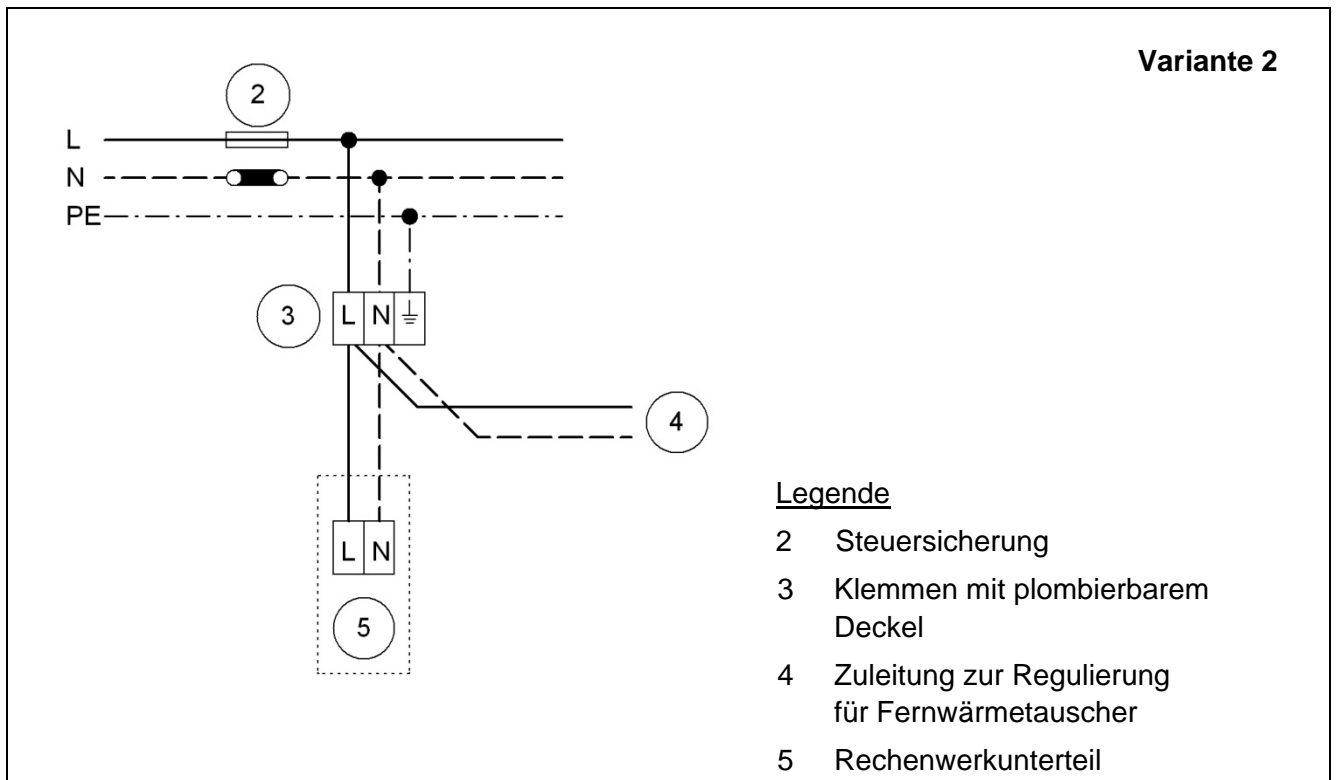 Variante 2
2
L
N
PE
3
L N
4
L N
5
Legende
2 Steuersicherung
3 Klemmen mit plombierbarem
Deckel
4 Zuleitung zur Regulierung
für Fernwärmetauscher
5 Rechenwerkunterteil